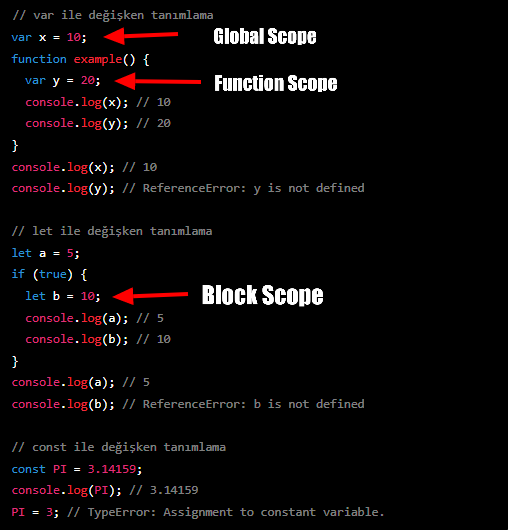 // var ile değişken tanımlama
var x = 10;
Global Scope
function example() {
var y = 20;
Function Scope
console.log(x); // 10
console.log(y); // 20
}
console.log(x); // 10
console.log(y); // ReferenceError: y is not defined
// let ile değişken tanımlama
let a = 5;
if (true) {
let b = 10;
Block Scope
console.log(a); // 5
console.log(b); // 10
}
console.log(a); // 5
console.log(b); // ReferenceError: b is not defined
// const ile değişken tanımlama
const PI = 3.14159;
console.log(PI); // 3.14159
PI = 3; // TypeError: Assignment to constant variable.